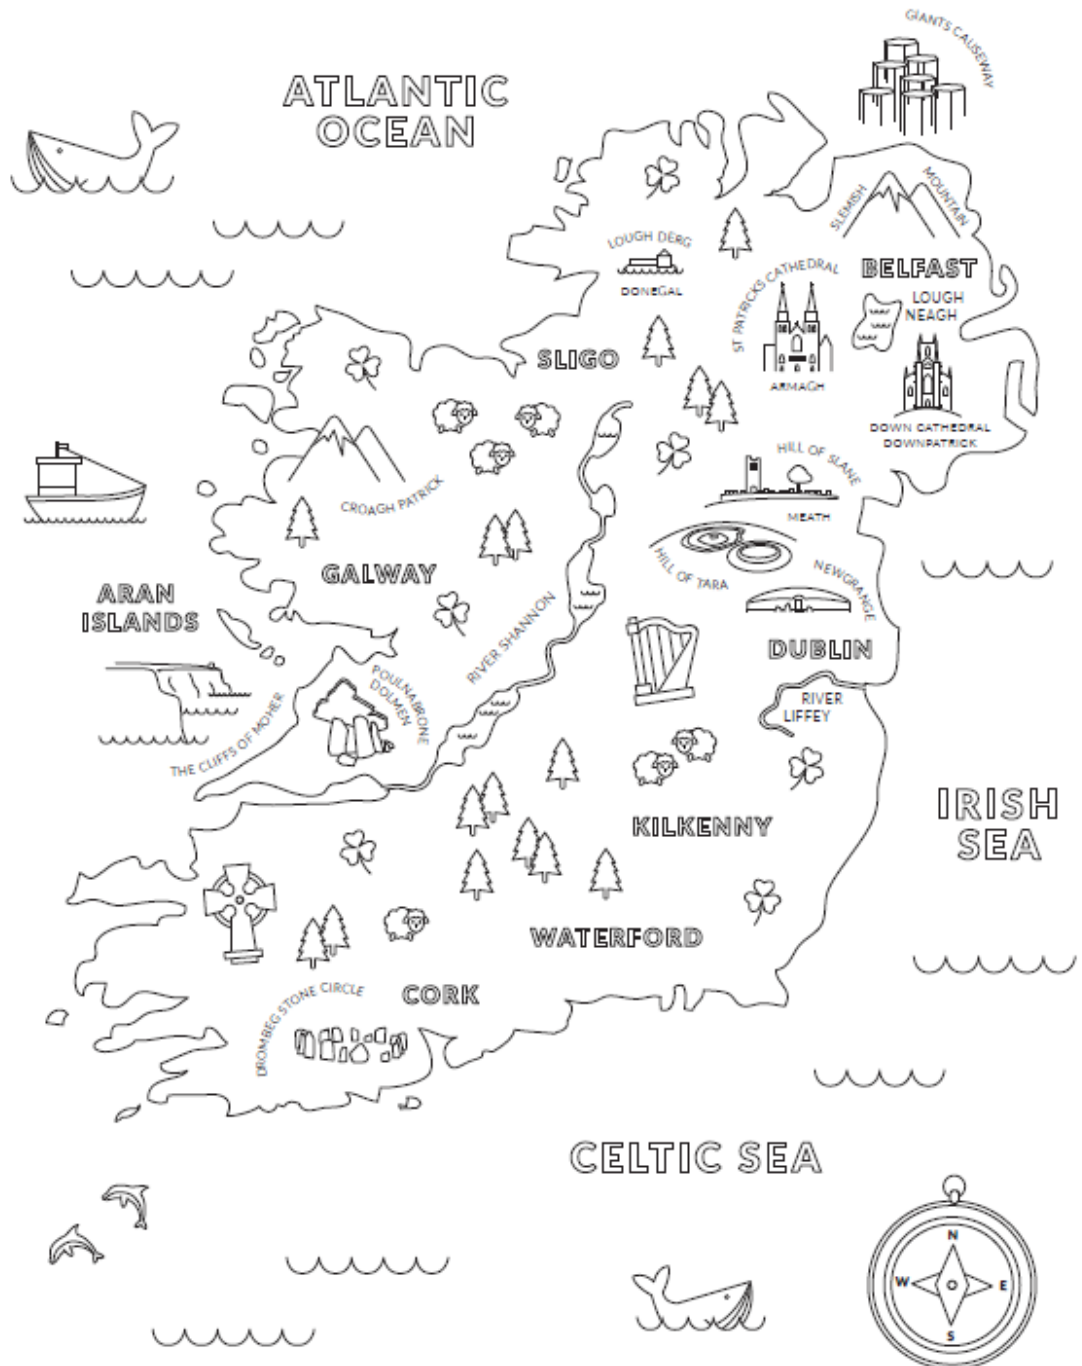 GIANTS CAUSEWAY
ATLANTIC
OCEAN
SLEMISH
MOUNTAIN
LOUGH DERG
DONEGAL
ST PATRICKS CATHEDRAL
ARMAGH
BELFAST
LOUGH
NEAGH
DOWN CATHEDRAL
DOWNPATRICK
SLIGO
HILL OF SLANE
MEATH
CROAGH PATRICK
HILL OF TARA
NEWGRANGE
GALWAY
ARAN
ISLANDS
RIVER SHANNON
DUBLIN
RIVER
LIFFEY
POULNABRONE
DOLMEN
THE CLIFFS OF MOHER
KILKENNY
IRISH
SEA
WATERFORD
CORK
DROMBEG STONE CIRCLE
CELTIC SEA
N
W
E
S